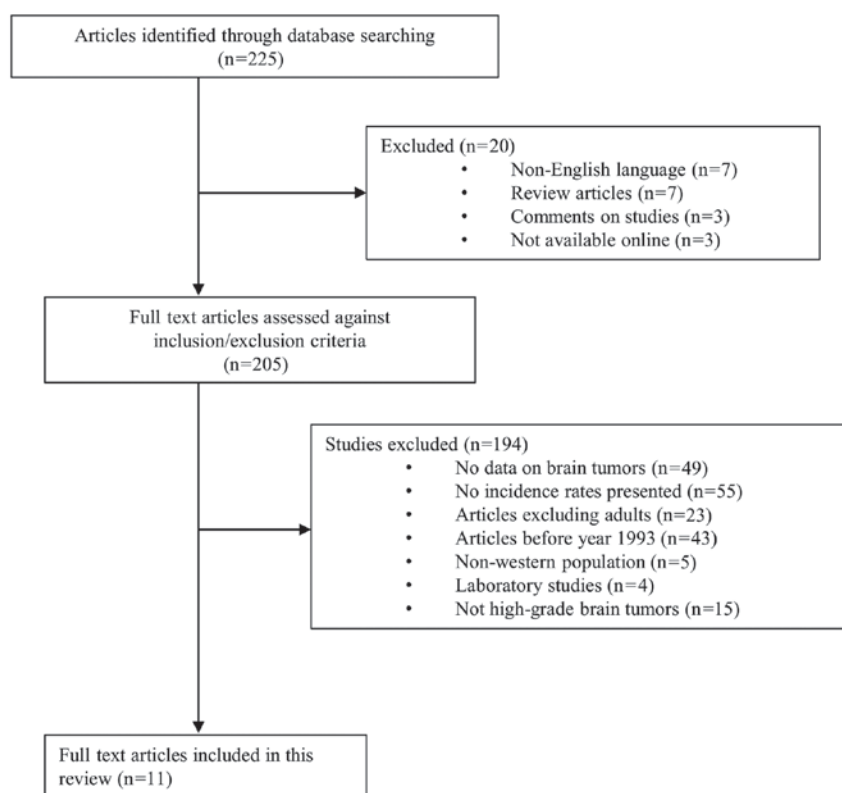 Articles identified through database searching
(n=225)
Excluded (n=20)
• Non-English language (n=7)
• Review articles (n=7)
• Comments on studies (n=3)
• Not available online (n=3)
Full text articles assessed against
inclusion/exclusion criteria
(n=205)
Studies excluded (n=194)
• No data on brain tumors (n=49)
• No incidence rates presented (n=55)
• Articles excluding adults (n=23)
• Articles before year 1993 (n=43)
• Non-western population (n=5)
• Laboratory studies (n=4)
• Not high-grade brain tumors (n=15)
Full text articles included in this
review (n=11)